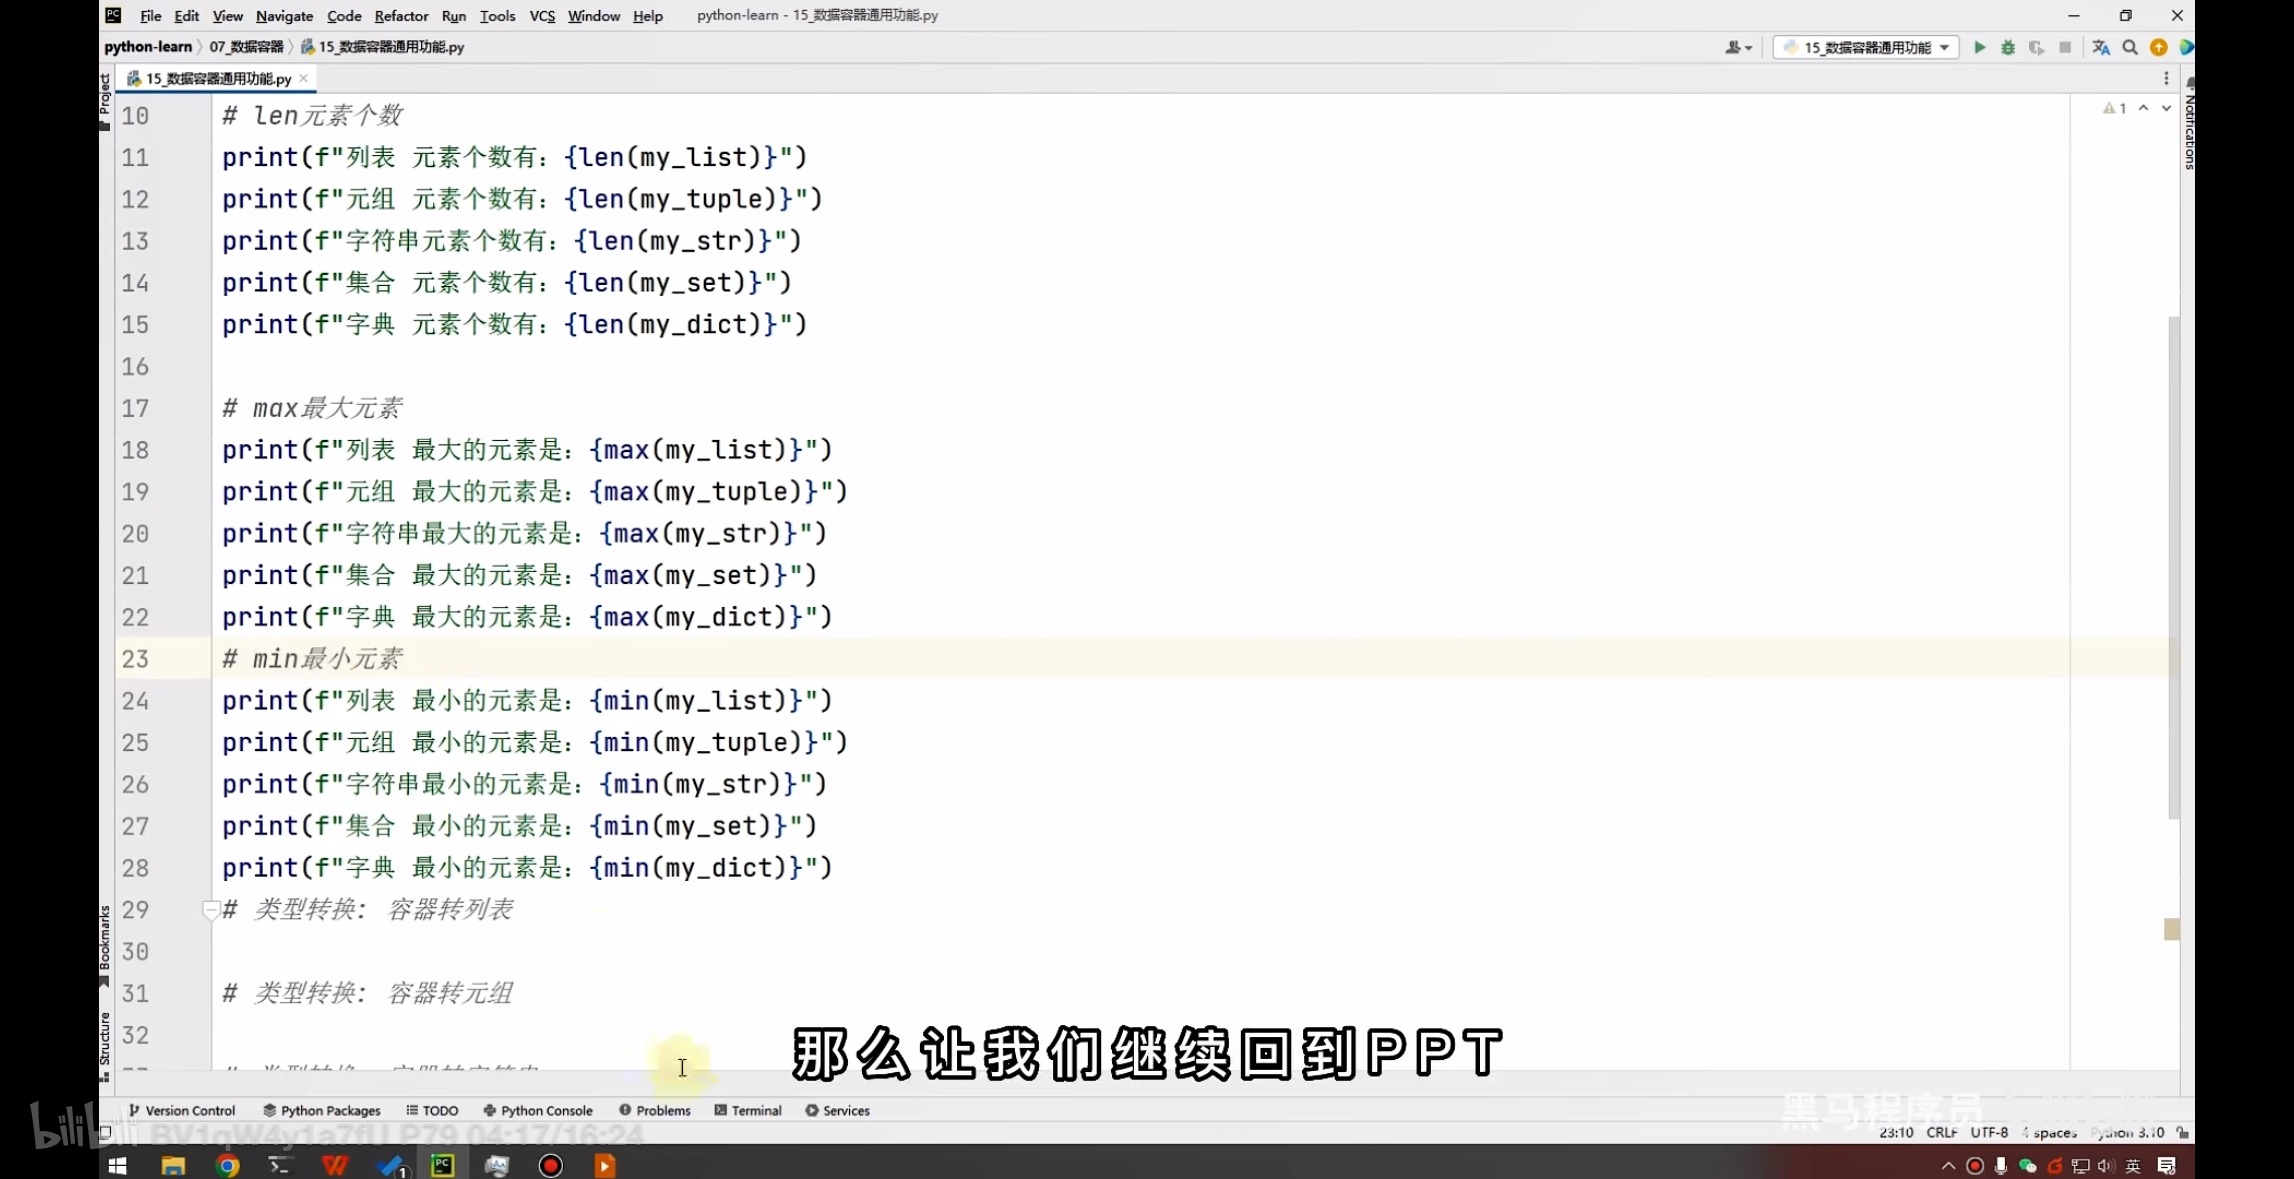 File Edit View Navigate Code Refactor Run Tools VCS Window Help python-learn - 15_数据容器通用功能.py
python-learn 07_数据容器 15_数据容器通用功能.py 15_数据容器通用功能
15_数据容器通用功能.py
Project
Notifications
1
10 # len元素个数
11 print(f"列表 元素个数有：{len(my_list)}")
12 print(f"元组 元素个数有：{len(my_tuple)}")
13 print(f"字符串元素个数有：{len(my_str)}")
14 print(f"集合 元素个数有：{len(my_set)}")
15 print(f"字典 元素个数有：{len(my_dict)}")
16
17 # max最大元素
18 print(f"列表 最大的元素是：{max(my_list)}")
19 print(f"元组 最大的元素是：{max(my_tuple)}")
20 print(f"字符串最大的元素是：{max(my_str)}")
21 print(f"集合 最大的元素是：{max(my_set)}")
22 print(f"字典 最大的元素是：{max(my_dict)}")
23 # min最小元素
24 print(f"列表 最小的元素是：{min(my_list)}")
25 print(f"元组 最小的元素是：{min(my_tuple)}")
26 print(f"字符串最小的元素是：{min(my_str)}")
27 print(f"集合 最小的元素是：{min(my_set)}")
28 print(f"字典 最小的元素是：{min(my_dict)}")
29 # 类型转换: 容器转列表
30
31 # 类型转换: 容器转元组
32
Bookmarks
Structure
那么让我们继续回到PPT
Version Control Python Packages TODO Python Console Problems Terminal Services
黑马程序员
bilibili BV1qW4y1a7fU P79 04:17/16:24
23:10 CRLF UTF-8 4 spaces Python 3.10
英